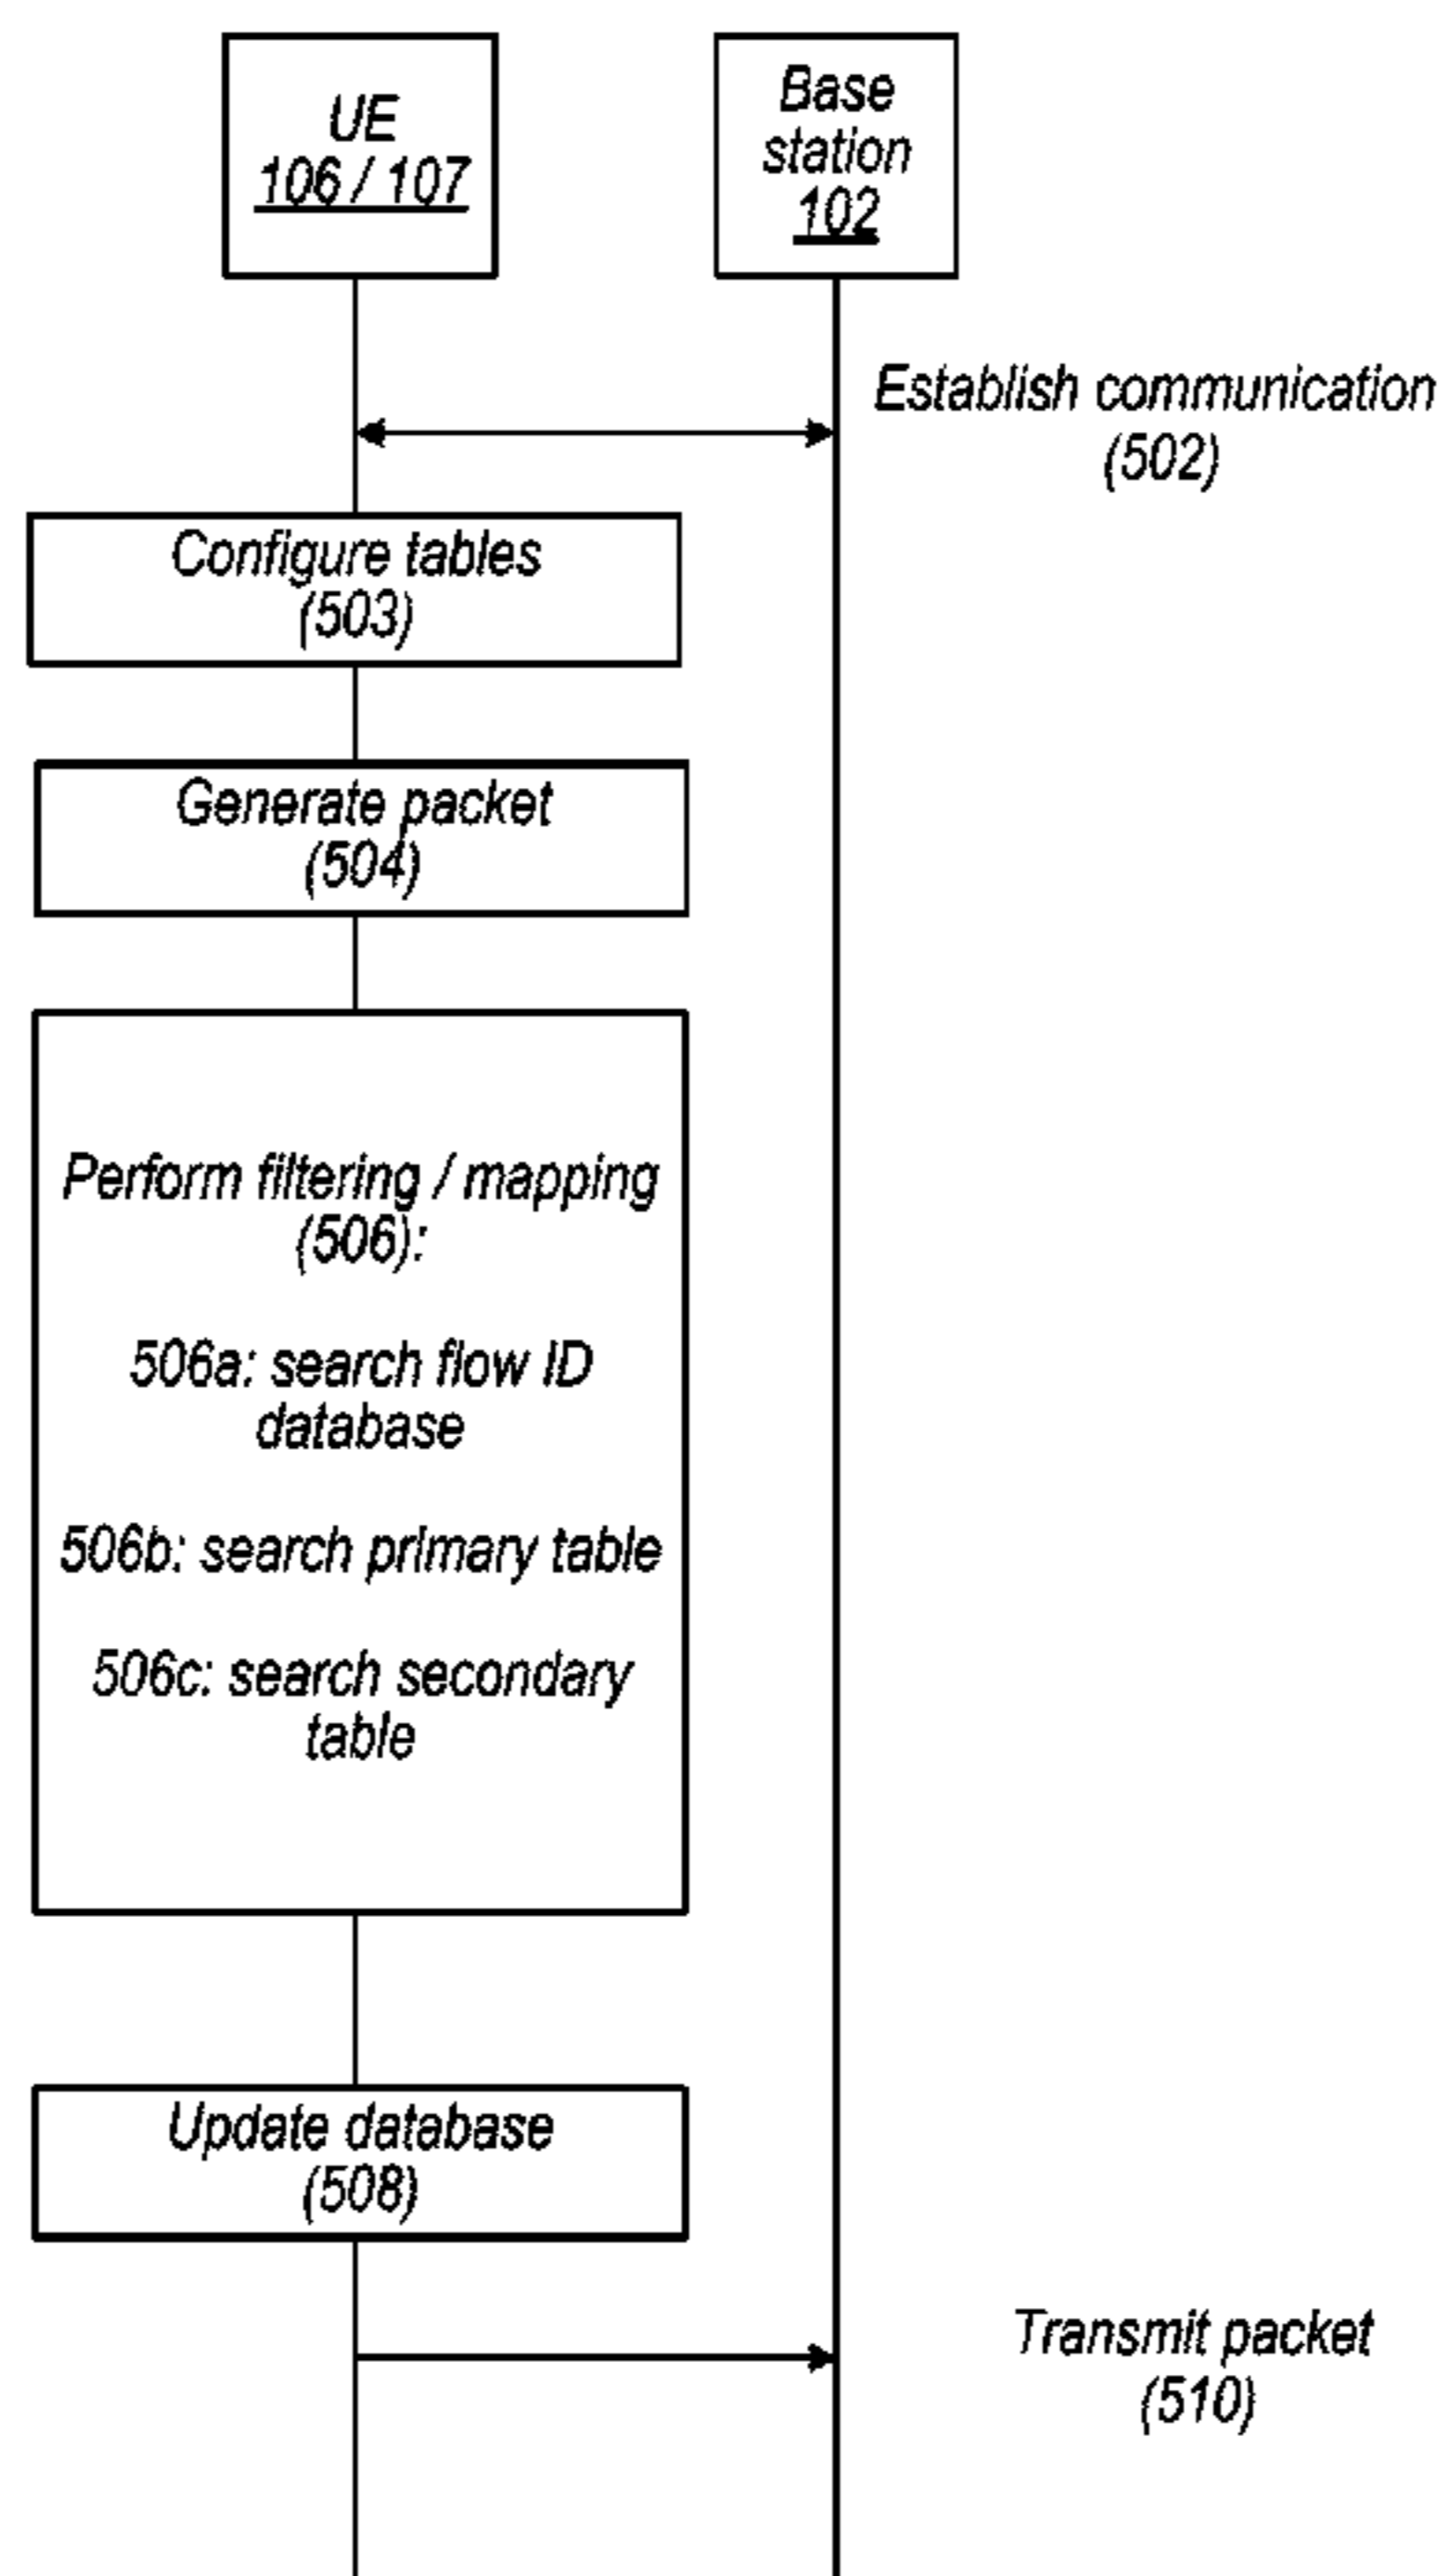 UE
106 / 107
Base
station
102
Establish communication
(502)
Configure tables
(503)
Generate packet
(504)
Perform filtering / mapping
(506):
506a: search flow ID
database
506b: search primary table
506c: search secondary
table
Update database
(508)
Transmit packet
(510)